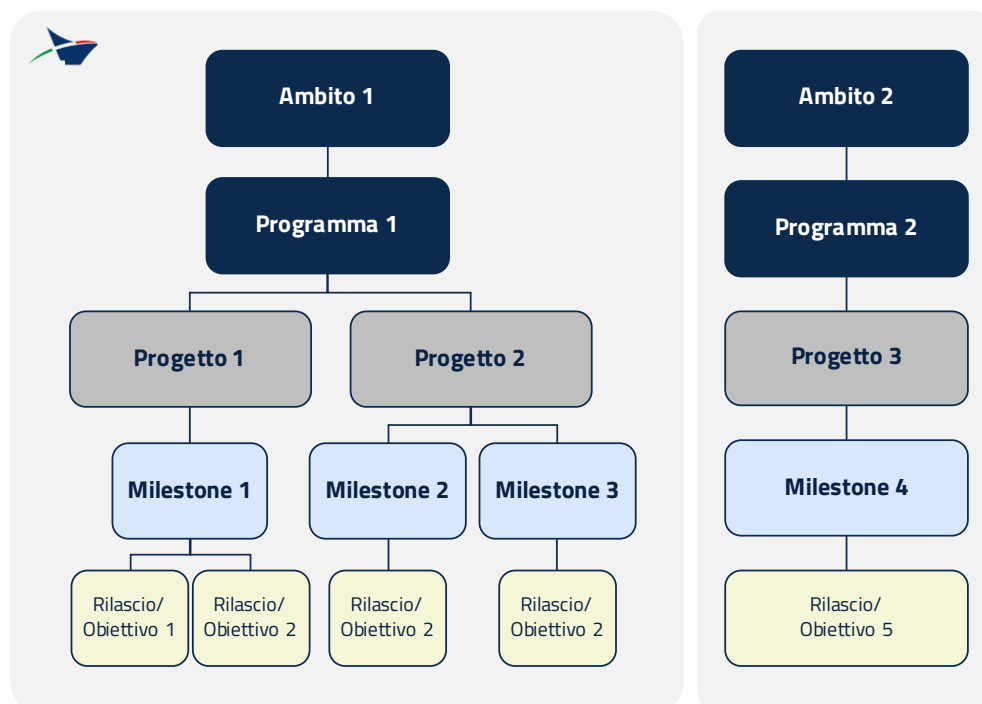 Ambito 1
Ambito 2
Programma 1
Programma 2
Progetto 1
Progetto 2
Progetto 3
Milestone 1
Milestone 2
Milestone 3
Milestone 4
Rilascio/
Obiettivo 1
Rilascio/
Obiettivo 2
Rilascio/
Obiettivo 2
Rilascio/
Obiettivo 2
Rilascio/
Obiettivo 5